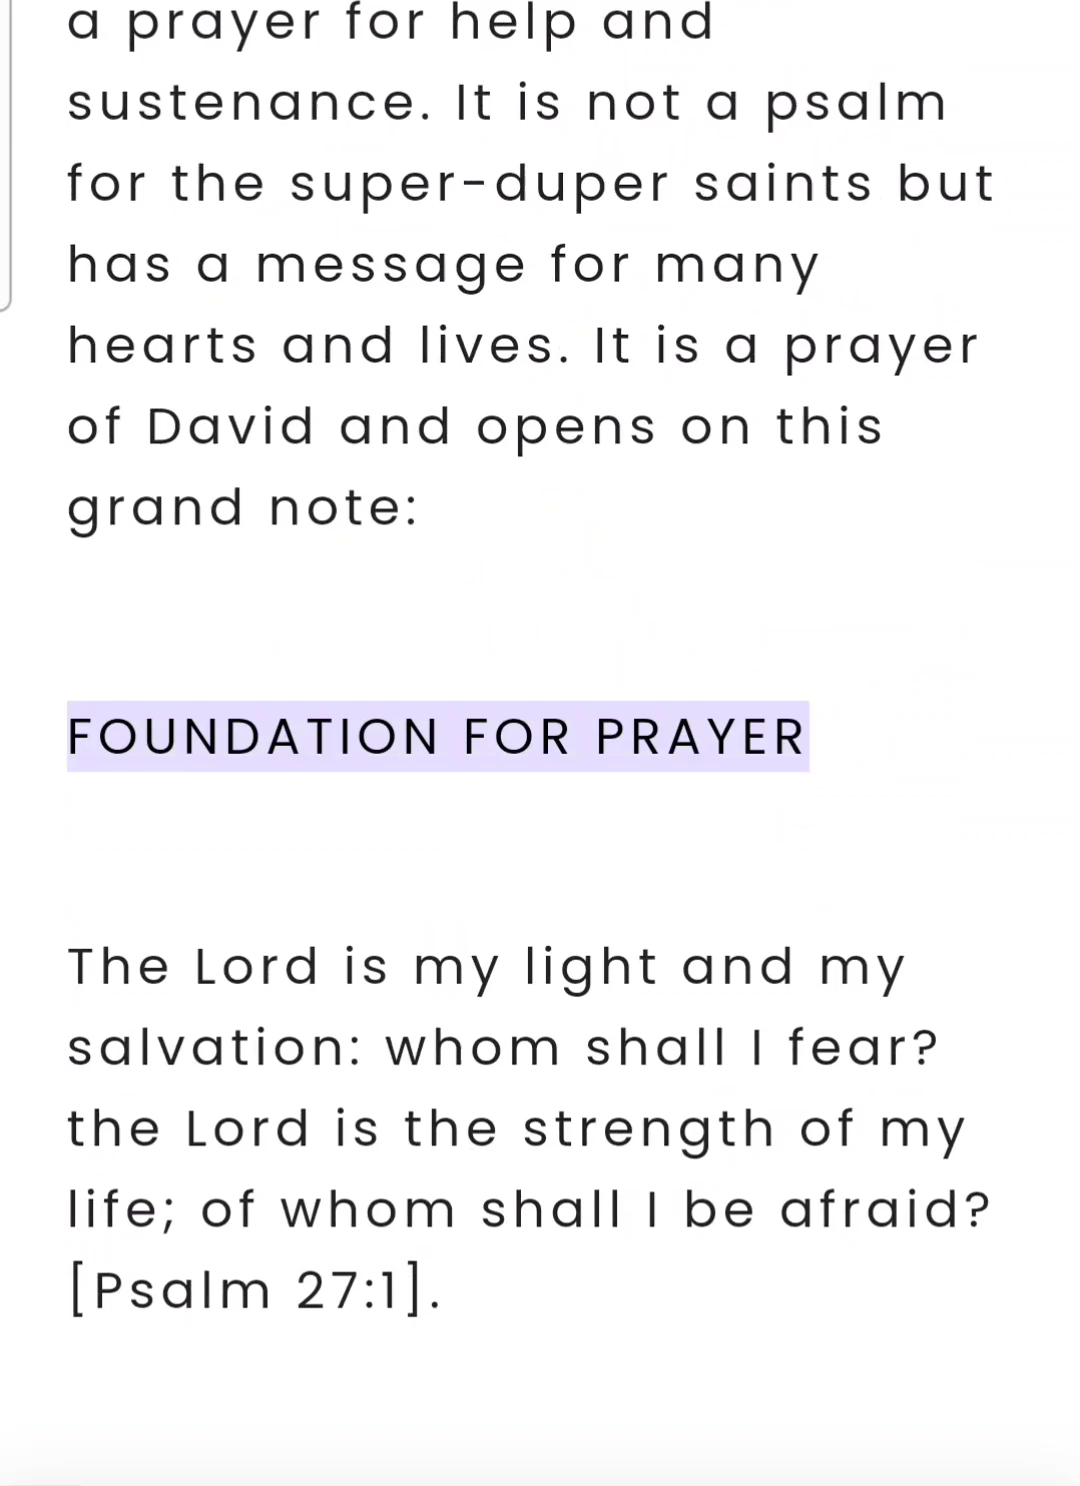 a prayer for help and
sustenance. It is not a psalm
for the super-duper saints but
has a message for many
hearts and lives. It is a prayer
of David and opens on this
grand note:
FOUNDATION FOR PRAYER
The Lord is my light and my
salvation: whom shall I fear?
the Lord is the strength of my
life; of whom shall I be afraid?
[Psalm 27:1].